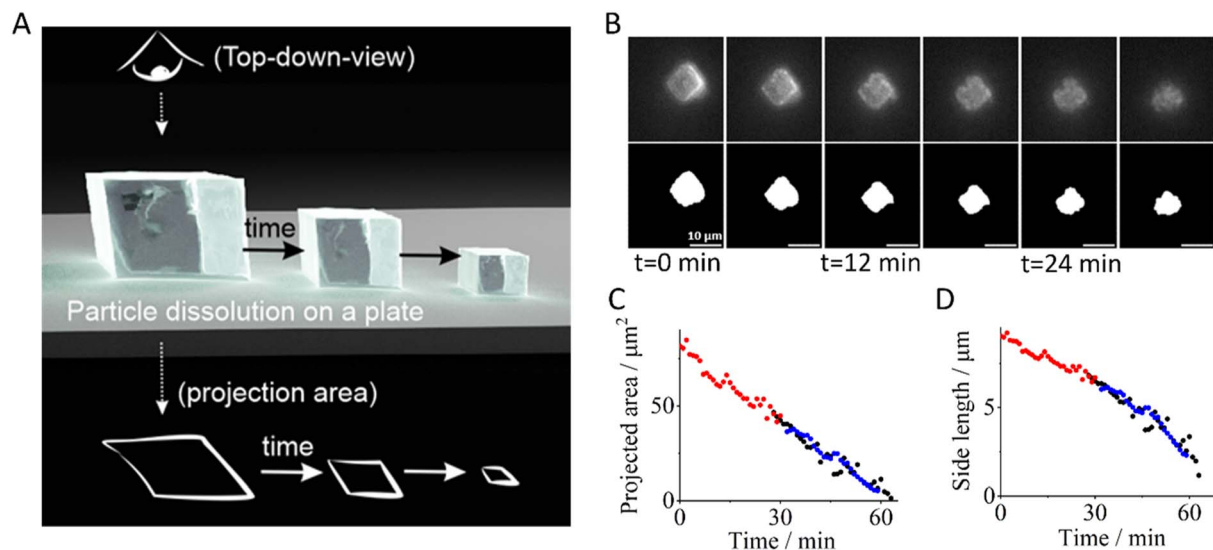 A
(Top-down-view)
time
Particle dissolution on a plate
(projection area)
time
B
10 µm
t=0 min
t=12 min
t=24 min
C
Projected area / µm²
50
0
0
30
60
Time / min
D
Side length / µm
5
0
0
30
60
Time / min